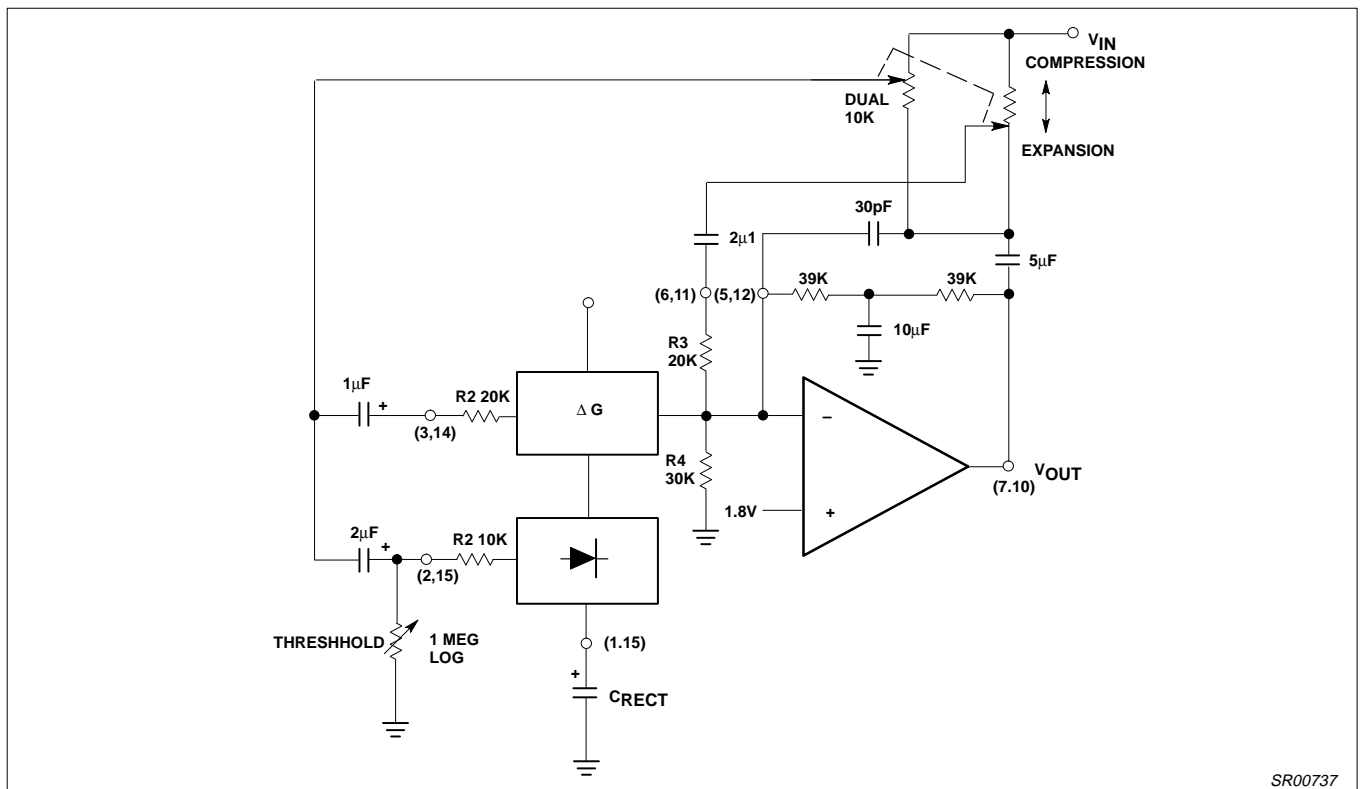 VIN
COMPRESSION
DUAL
10K
EXPANSION
30pF
2µ1
5µF
39K
39K
(6,11)
(5,12)
10µF
R3
20K
1µF
+
R2 20K
(3,14)
Δ G
–
R4
30K
VOUT
(7.10)
1.8V
+
2µF
+
R2 10K
(2,15)
THRESHHOLD
1 MEG
LOG
(1.15)
+
CRECT
SR00737